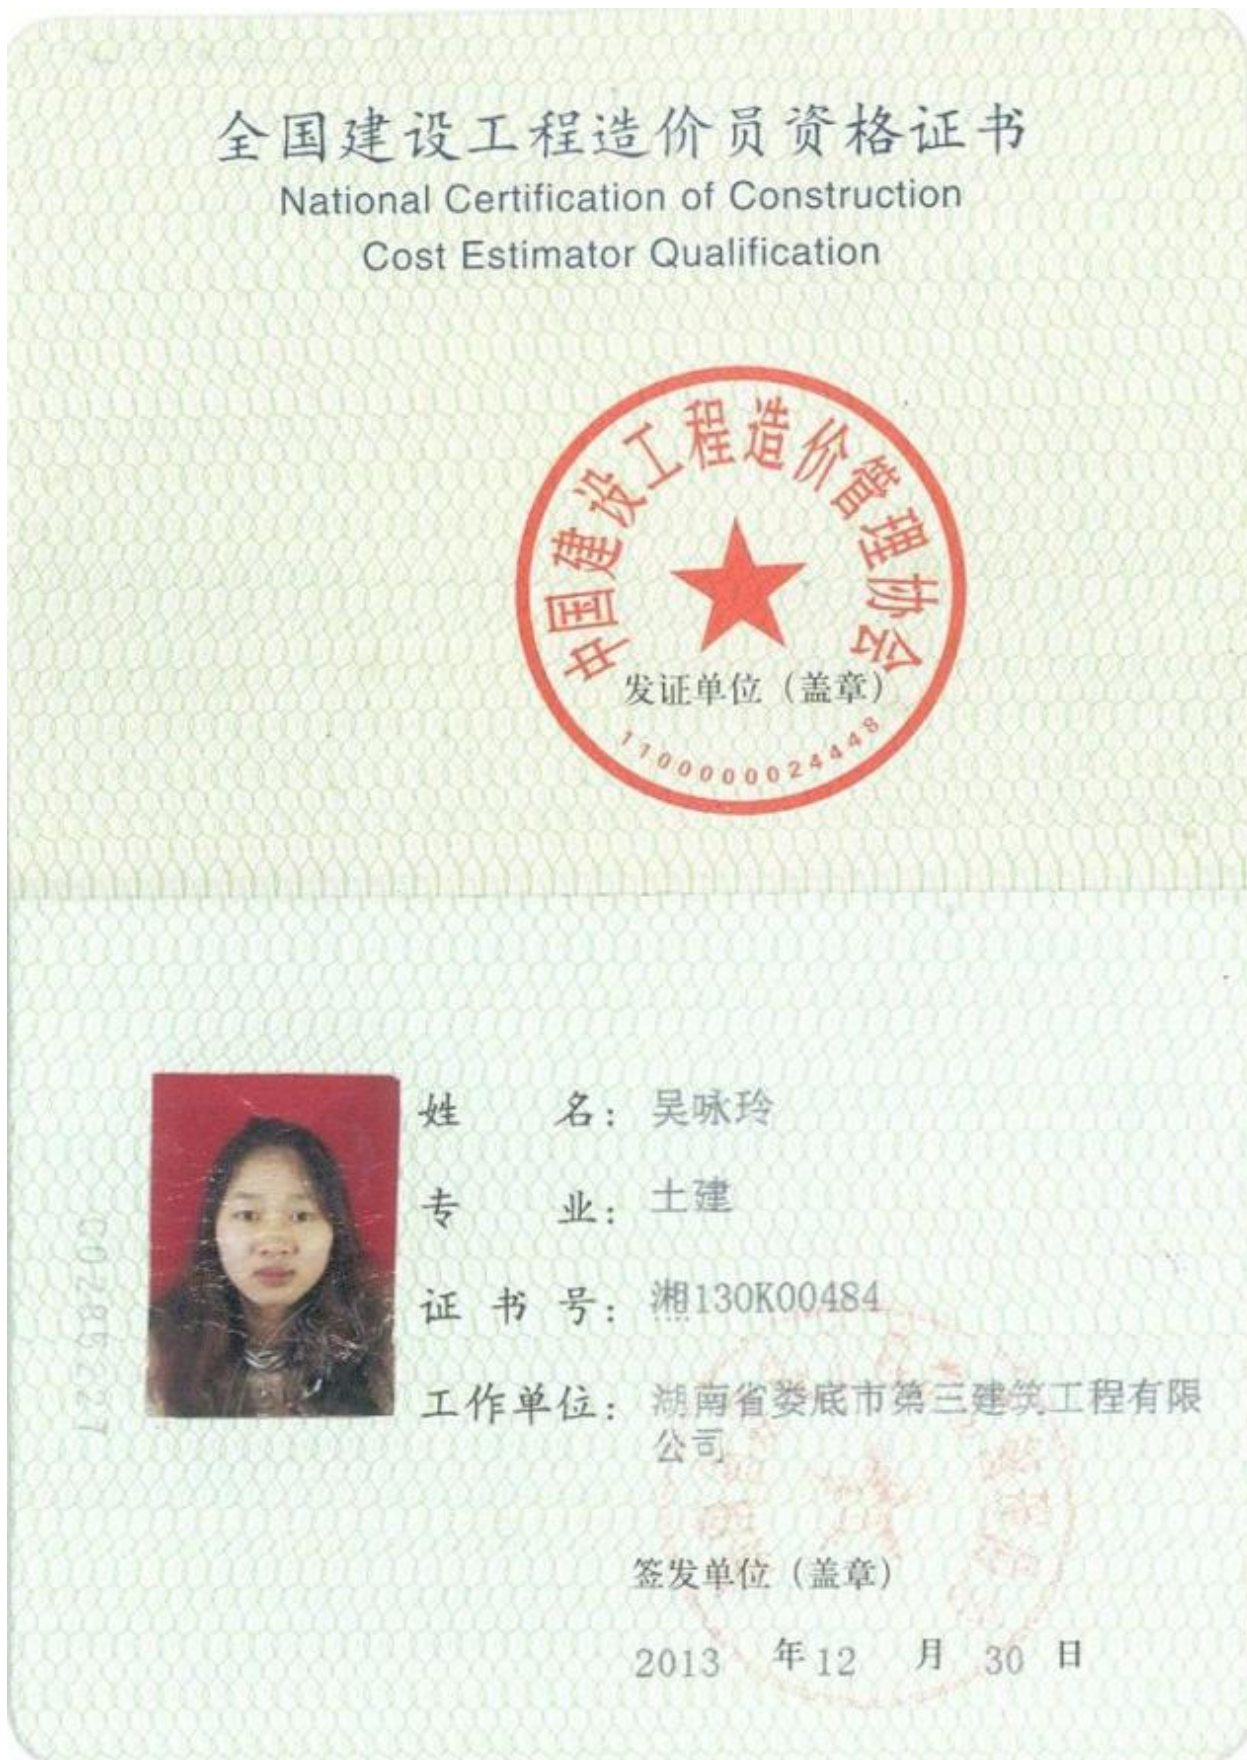 全国建设工程造价员资格证书
National Certification of Construction
Cost Estimator Qualification
中国建设工程造价管理协会
发证单位（盖章）
1100000024448
姓 名： 吴咏玲
专 业： 土建
证 书 号： 湘130K00484
工作单位： 湖南省娄底市第三建筑工程有限
公司
签发单位（盖章）
2013 年 12 月 30 日